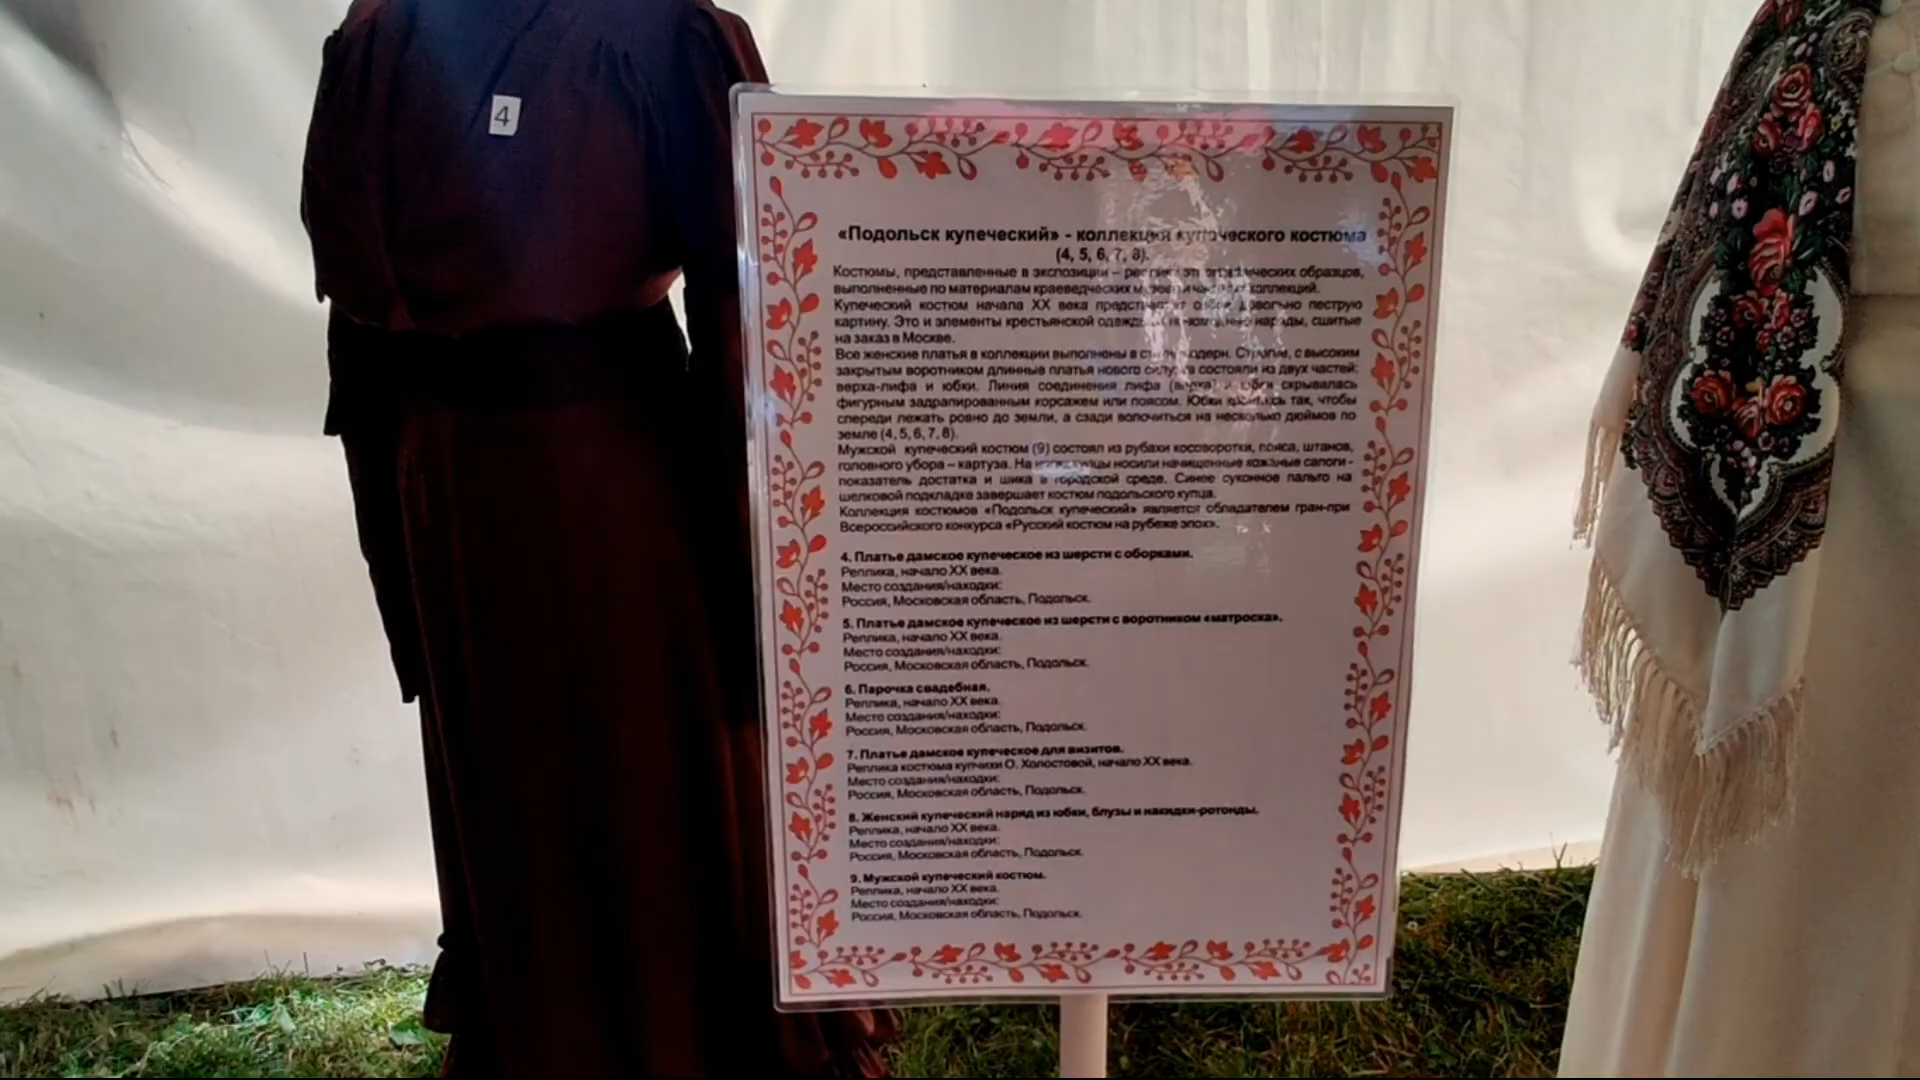 4
«Подольск купеческий» - коллекция купеческого костюма
(4, 5, 6, 7, 8).
Костюмы, представленные в экспозиции – реплики этнографических образцов,
выполненные по материалам краеведческих музеев и частных коллекций.
Купеческий костюм начала XX века представляет собой довольно пеструю
картину. Это и элементы крестьянской одежды, и наряды, сшитые
на заказ в Москве.
Все женские платья в коллекции выполнены в стиле модерн. Строгие, с высоким
закрытым воротником длинные платья нового силуэта состояли из двух частей:
верха-лифа и юбки. Линия соединения лифа (верха) и юбки скрывалась
фигурным задрапированным корсажем или поясом. Юбки кроились так, чтобы
спереди лежать ровно до земли, а сзади волочиться на несколько дюймов по
земле (4, 5, 6, 7, 8).
Мужской купеческий костюм (9) состоял из рубахи косоворотки, пояса, штанов,
головного убора – картуза. На ногах купцы носили начищенные кожаные сапоги -
показатель достатка и шика в городской среде. Синее суконное пальто на
шелковой подкладке завершает костюм подольского купца.
Коллекция костюмов «Подольск купеческий» является обладателем гран-при
Всероссийского конкурса «Русский костюм на рубеже эпох».
4. Платье дамское купеческое из шерсти с оборками.
Реплика, начало XX века.
Место создания/находки:
Россия, Московская область, Подольск.
5. Платье дамское купеческое из шерсти с воротником «матроска».
Реплика, начало XX века.
Место создания/находки:
Россия, Московская область, Подольск.
6. Парочка свадебная.
Реплика, начало XX века.
Место создания/находки:
Россия, Московская область, Подольск.
7. Платье дамское купеческое для визитов.
Реплика костюма купчихи О. Холостовой, начало XX века.
Место создания/находки:
Россия, Московская область, Подольск.
8. Женский купеческий наряд из юбки, блузы и накидки-ротонды.
Реплика, начало XX века.
Место создания/находки:
Россия, Московская область, Подольск.
9. Мужской купеческий костюм.
Реплика, начало XX века.
Место создания/находки:
Россия, Московская область, Подольск.